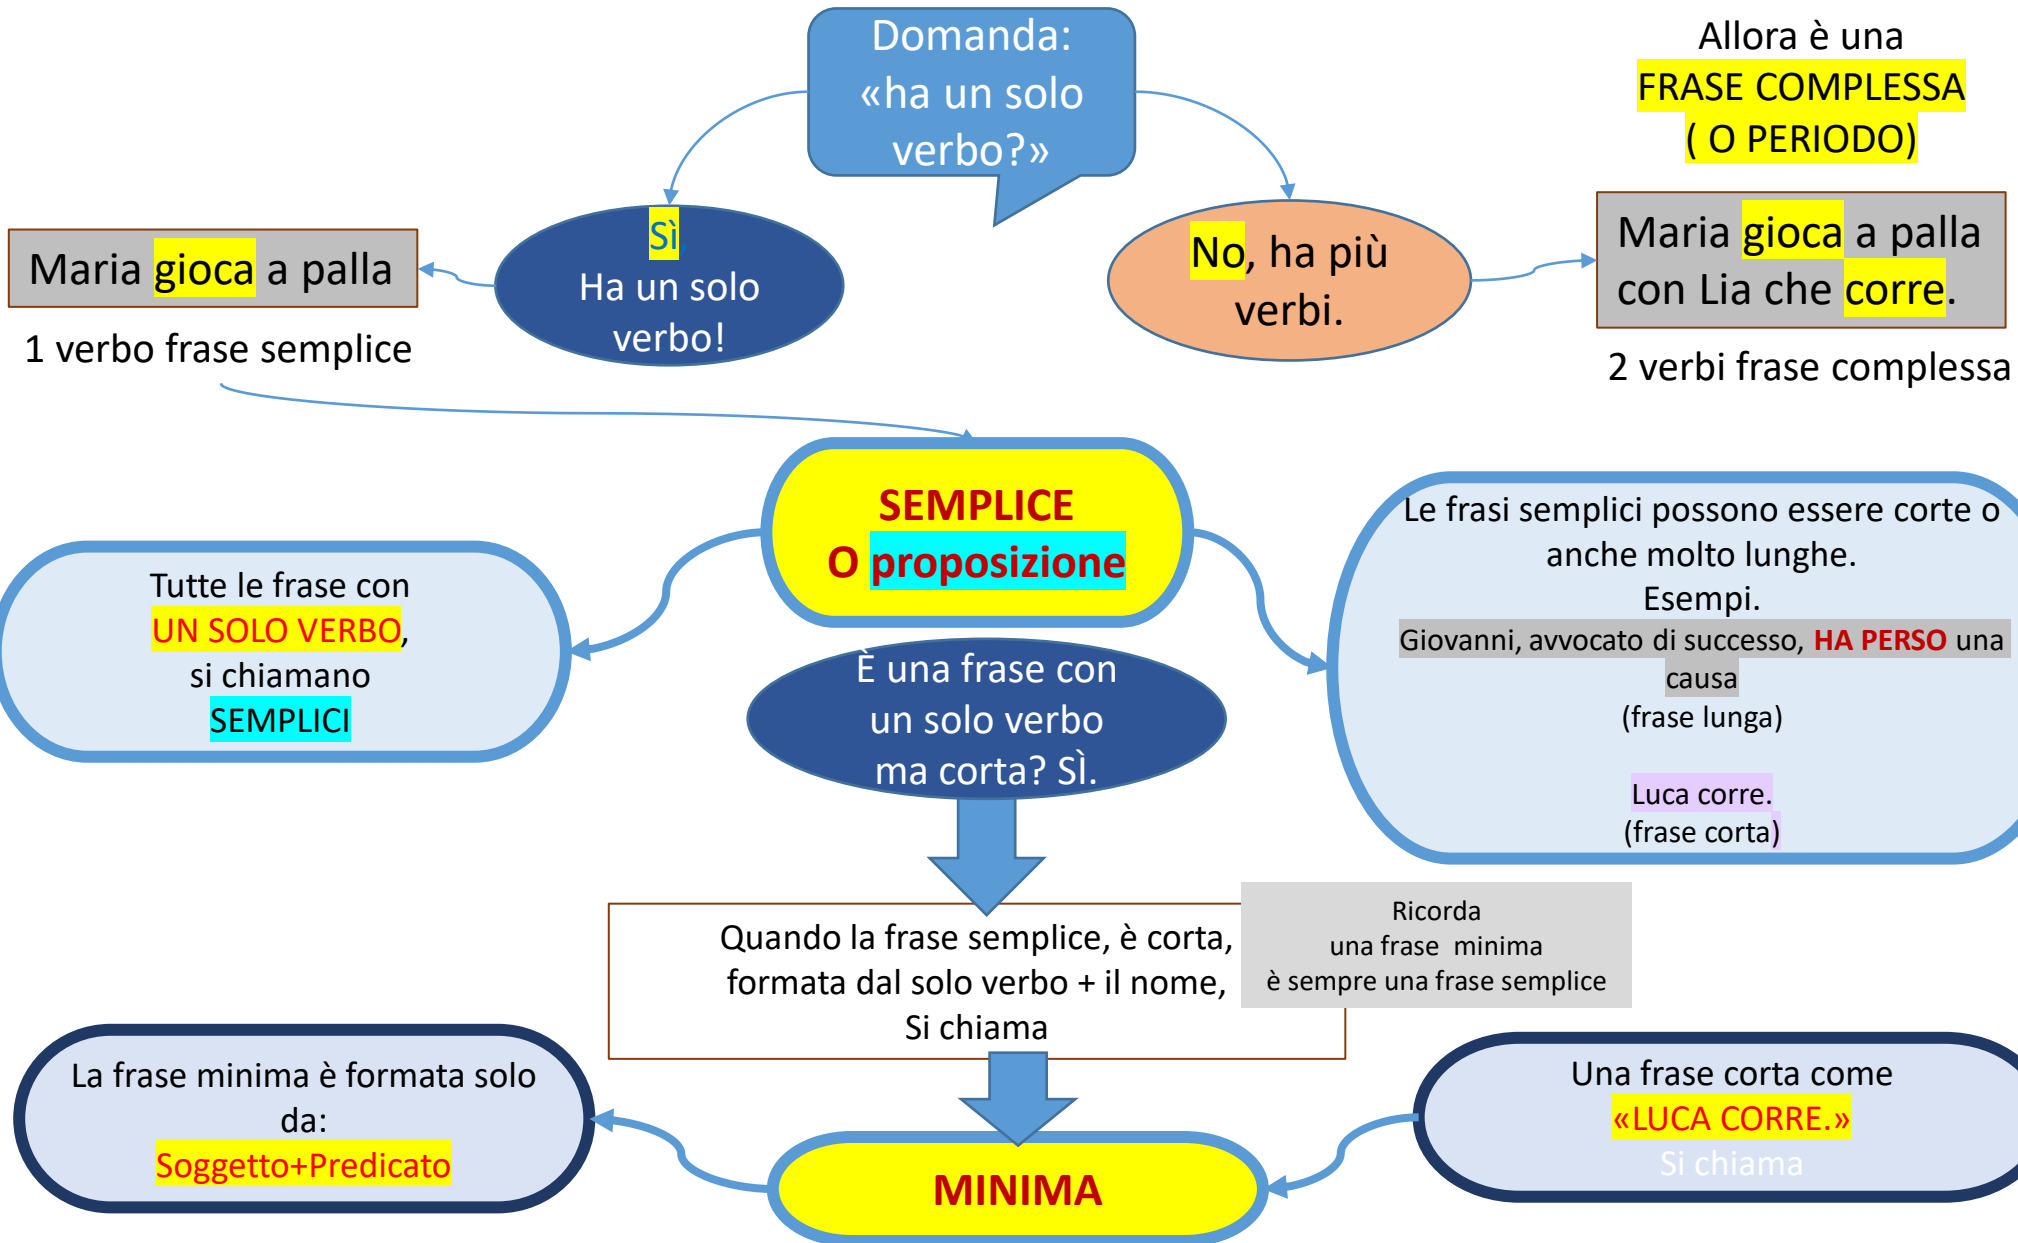 Domanda:
«ha un solo
verbo?»
Allora è una
FRASE COMPLESSA
( O PERIODO)
Sì
Ha un solo
verbo!
No, ha più
verbi.
Maria gioca a palla
1 verbo frase semplice
Maria gioca a palla
con Lia che corre.
2 verbi frase complessa
SEMPLICE
O proposizione
Tutte le frase con
UN SOLO VERBO,
si chiamano
SEMPLICI
Le frasi semplici possono essere corte o
anche molto lunghe.
Esempi.
Giovanni, avvocato di successo, HA PERSO una
causa
(frase lunga)
Luca corre.
(frase corta)
È una frase con
un solo verbo
ma corta? SÌ.
Quando la frase semplice, è corta,
formata dal solo verbo + il nome,
Si chiama
Ricorda
una frase  minima
è sempre una frase semplice
La frase minima è formata solo
da:
Soggetto+Predicato
MINIMA
Una frase corta come
«LUCA CORRE.»
Si chiama